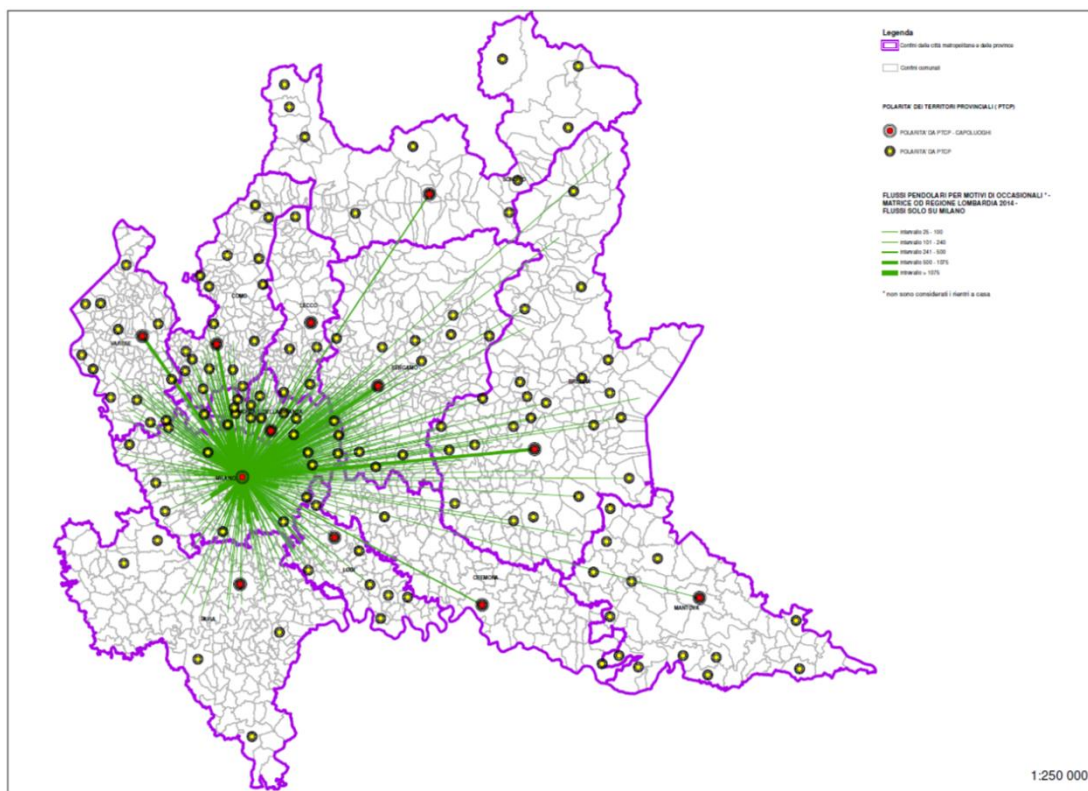 Legenda
Confini della città metropolitana e delle province
Confini comunali
POLARITA' DEI TERRITORI PROVINCIALI ( PTCP)
POLARITA' DA PTCP - CAPOLUOGHI
POLARITA' DA PTCP
FLUSSI PENDOLARI PER MOTIVI DI OCCASIONALI * -
MATRICE OD REGIONE LOMBARDIA 2014 -
FLUSSI SOLO SU MILANO
intervallo 25 - 100
intervallo 101 - 240
intervallo 241 - 500
intervallo 500 - 1075
intervallo > 1075
* non sono considerati i rientri a casa
SONDRIO
COMO
LECCO
VARESE
BERGAMO
BRESCIA
MILANO
LODI
CREMONA
MANTOVA
PAVIA
1:250 000